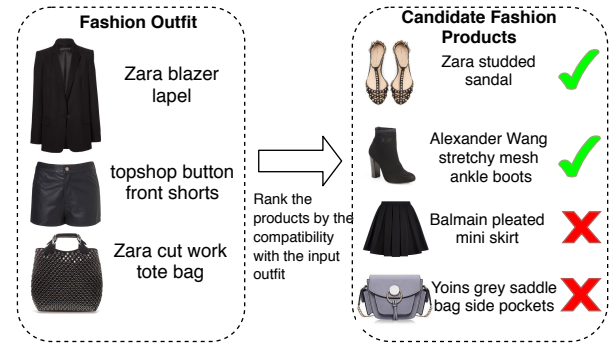 Fashion Outfit
Zara blazer
lapel
topshop button
front shorts
Zara cut work
tote bag
Rank the
products by the
compatibility
with the input
outfit
Candidate Fashion
Products
Zara studded
sandal
Alexander Wang
stretchy mesh
ankle boots
Balmain pleated
mini skirt
Yoins grey saddle
bag side pockets